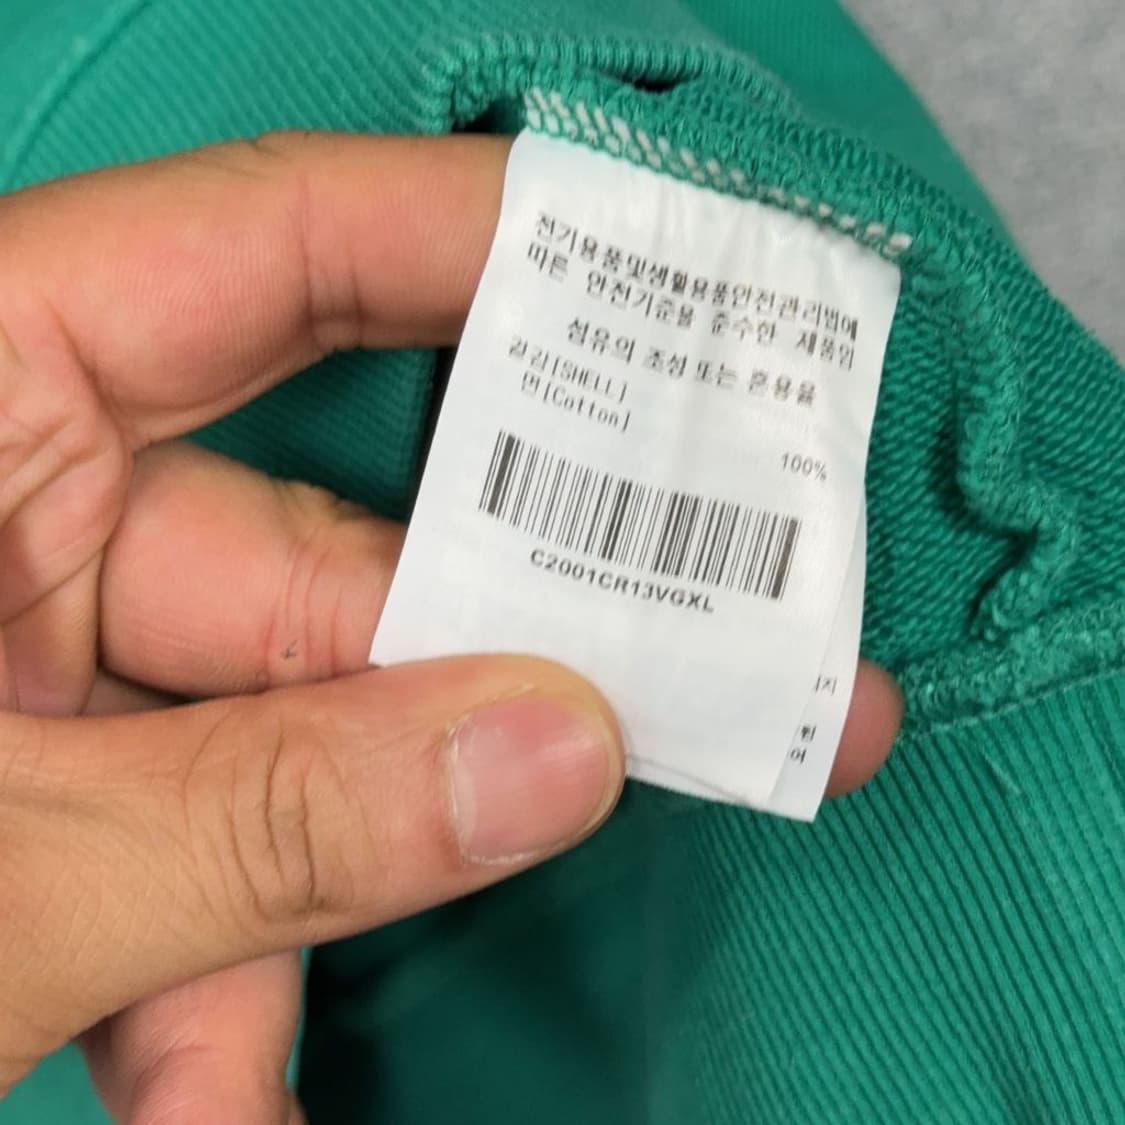 전기용품및생활용품안전관리법에
따른 안전기준을 준수한 제품임
섬유의 조성 또는 혼용율
겉감[SHELL]
면[Cotton]
100%
C2001CR13VGXL